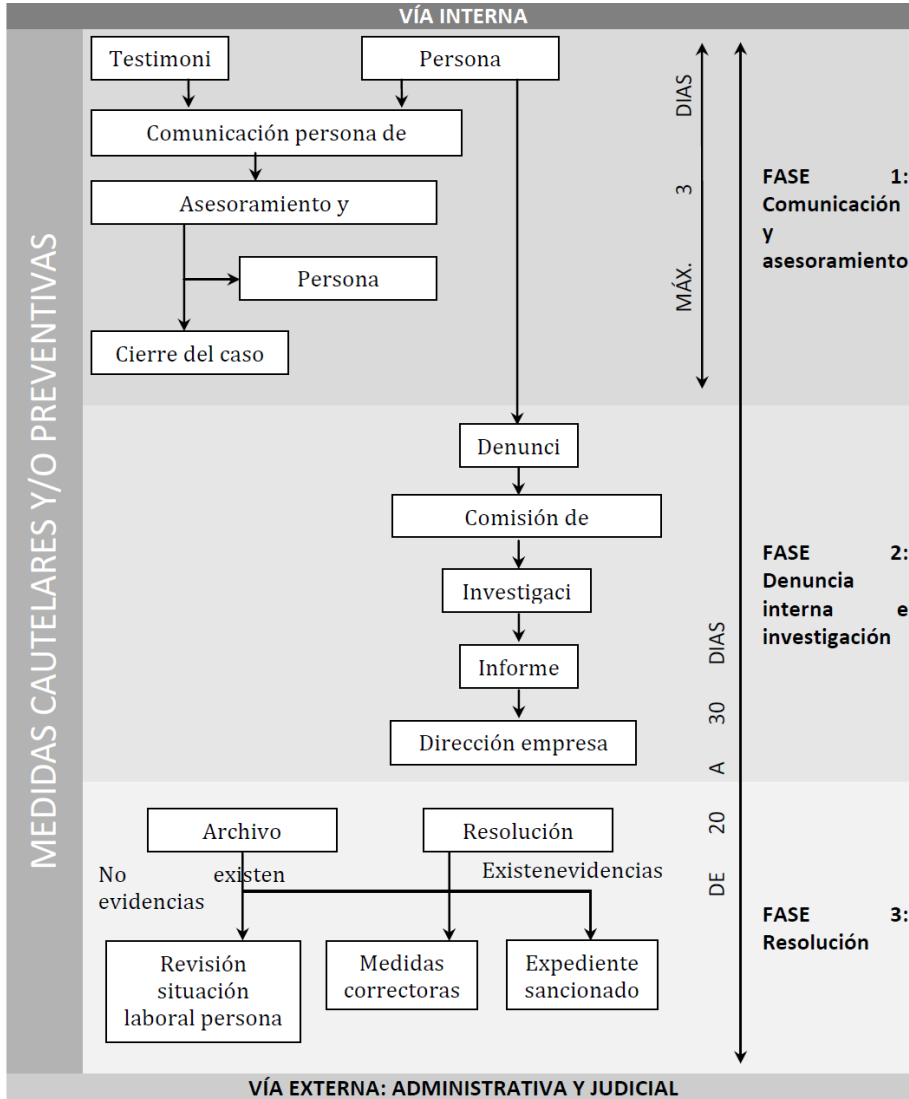 VÍA INTERNA
MEDIDAS CAUTELARES Y/O PREVENTIVAS
Testimoni
Persona
Comunicación persona de
Asesoramiento y
Persona
Cierre del caso
MÁX. 3 DIAS
FASE 1:
Comunicación
y
asesoramiento
Denunci
Comisión de
Investigaci
Informe
Dirección empresa
DE 20 A 30 DIAS
FASE 2:
Denuncia
interna e
investigación
Archivo
Resolución
No existen
evidencias
Existenevidencias
Revisión
situación
laboral persona
Medidas
correctoras
Expediente
sancionado
FASE 3:
Resolución
VÍA EXTERNA: ADMINISTRATIVA Y JUDICIAL